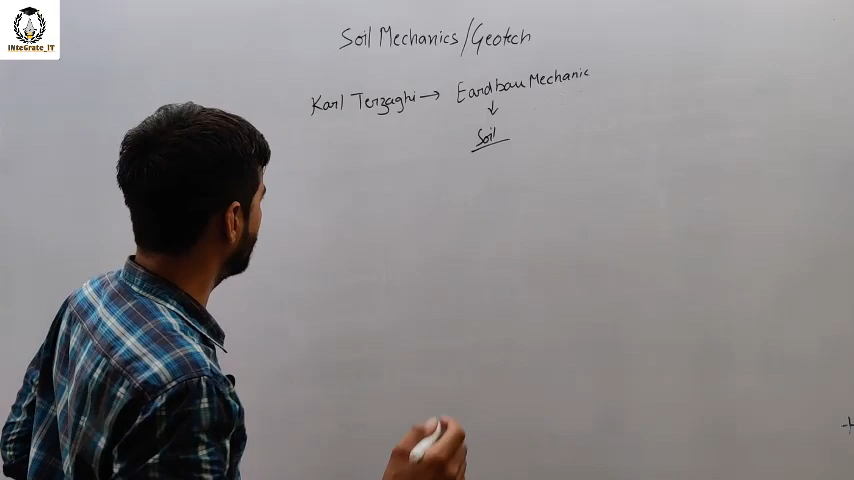 INteGrate_IT
Soil Mechanics/Geotech
Karl Terzaghi → Eardbau Mechanic
↓
Soil